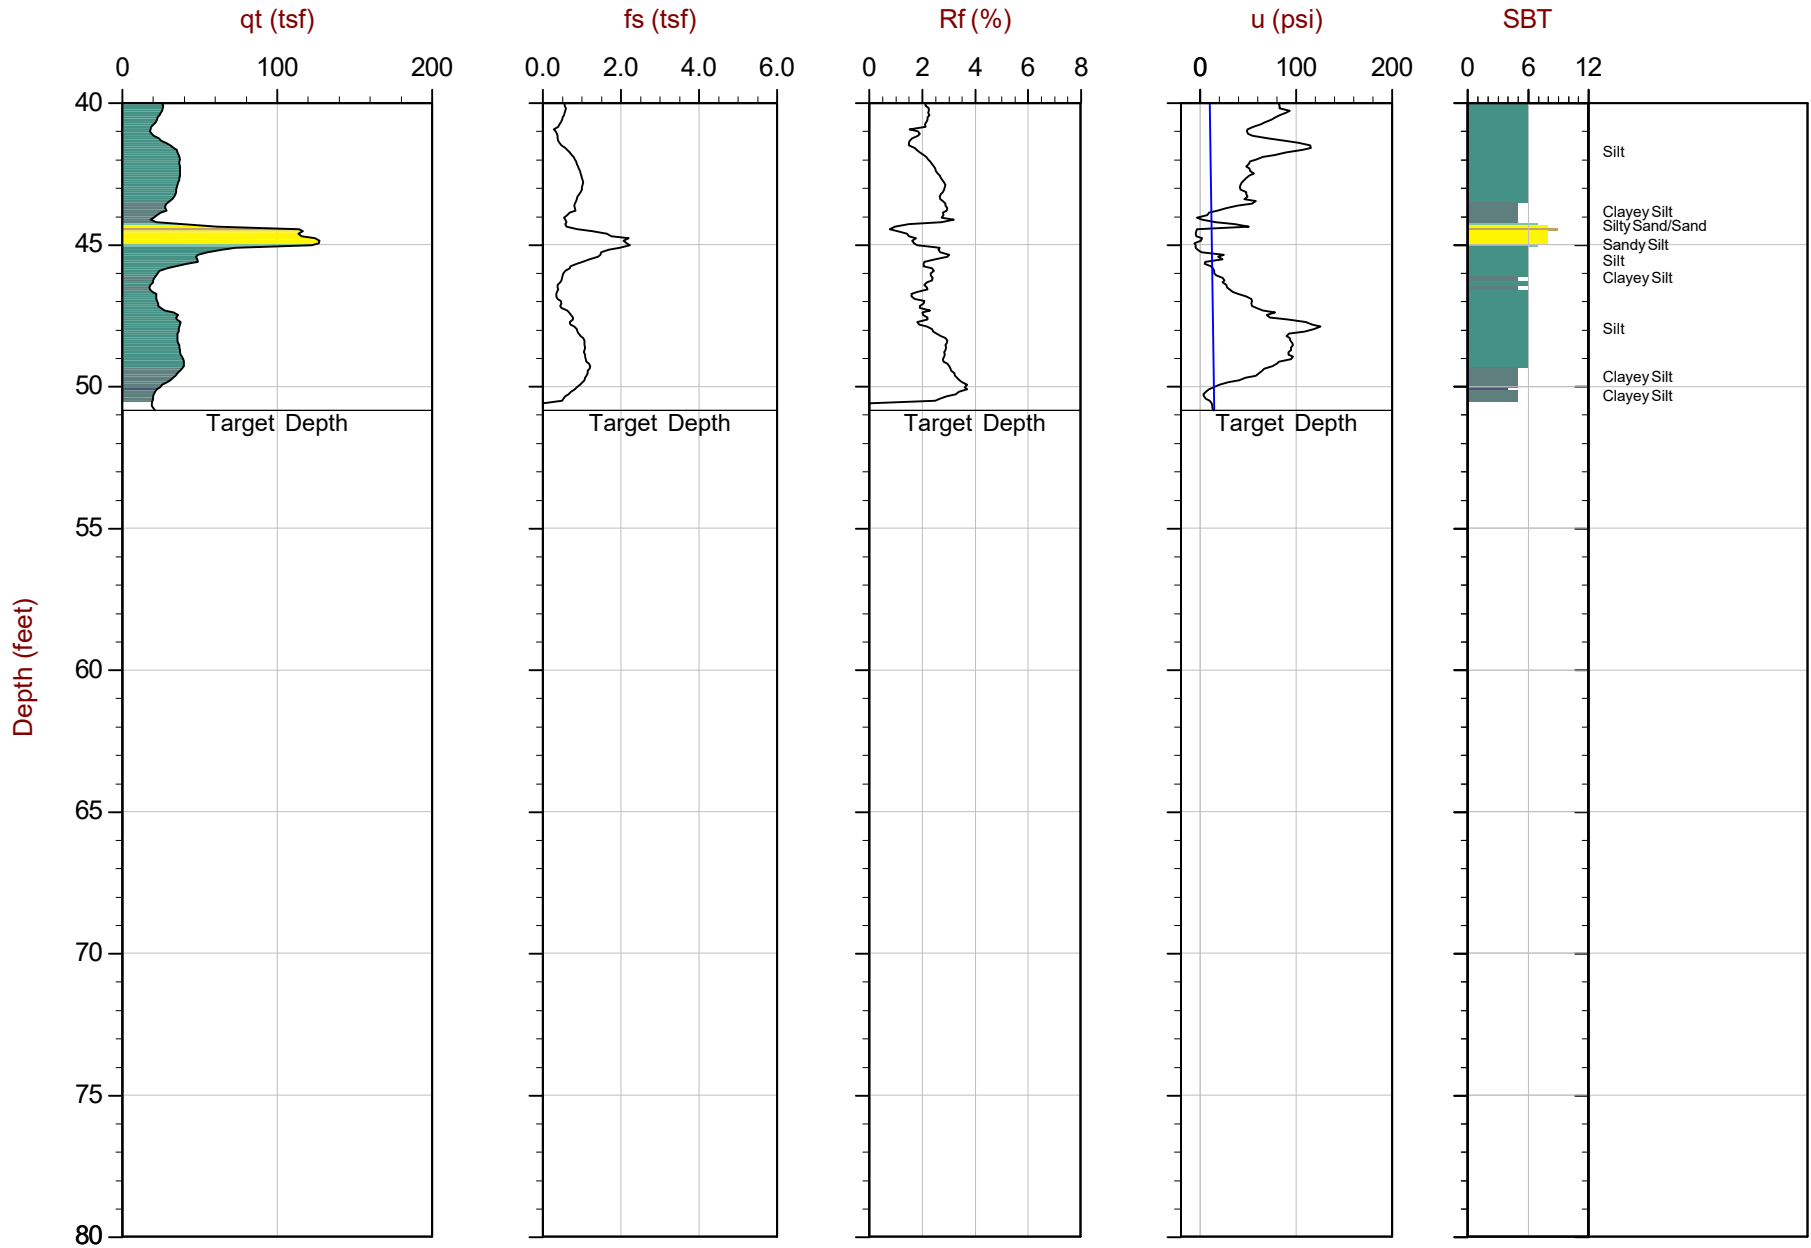 qt (tsf) fs (tsf) Rf (%) u (psi) SBT
0 100 200 0.0 2.0 4.0 6.0 0 2 4 6 8 0 100 200 0 6 12
40
Silt
Clayey Silt
Silty Sand/Sand
45
Sandy Silt
Silt
Clayey Silt
Silt
Clayey Silt
50
Clayey Silt
Target Depth Target Depth Target Depth Target Depth
55
60
Depth (feet)
65
70
75
80